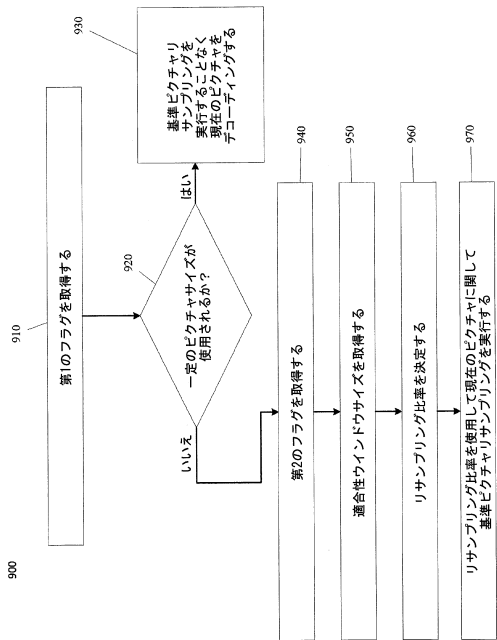 900
910
第1のフラグを取得する
920
一定のピクチャサイズが
使用されるか?
はい
930
基準ピクチャリ
サンプリングを
実行することなく
現在のピクチャを
デコーディングする
いいえ
940
第2のフラグを取得する
950
適合性ウインドウサイズを取得する
960
リサンプリング比率を決定する
970
リサンプリング比率を使用して現在のピクチャに関して
基準ピクチャリサンプリングを実行する